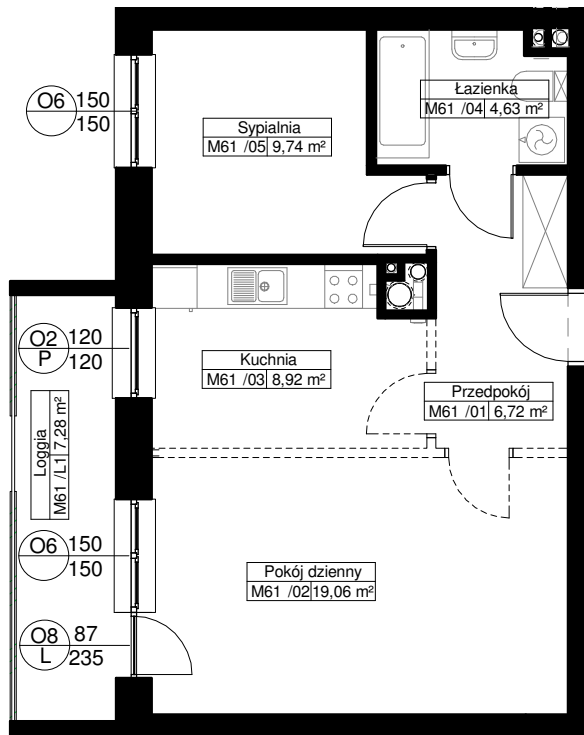 O6 150
150
Łazienka
M61 /04 4,63 m²
Sypialnia
M61 /05 9,74 m²
O2 120
P 120
Kuchnia
M61 /03 8,92 m²
Przedpokój
M61 /01 6,72 m²
Loggia
M61 /L1 7,28 m²
O6 150
150
Pokój dzienny
M61 /02 19,06 m²
O8 87
L 235